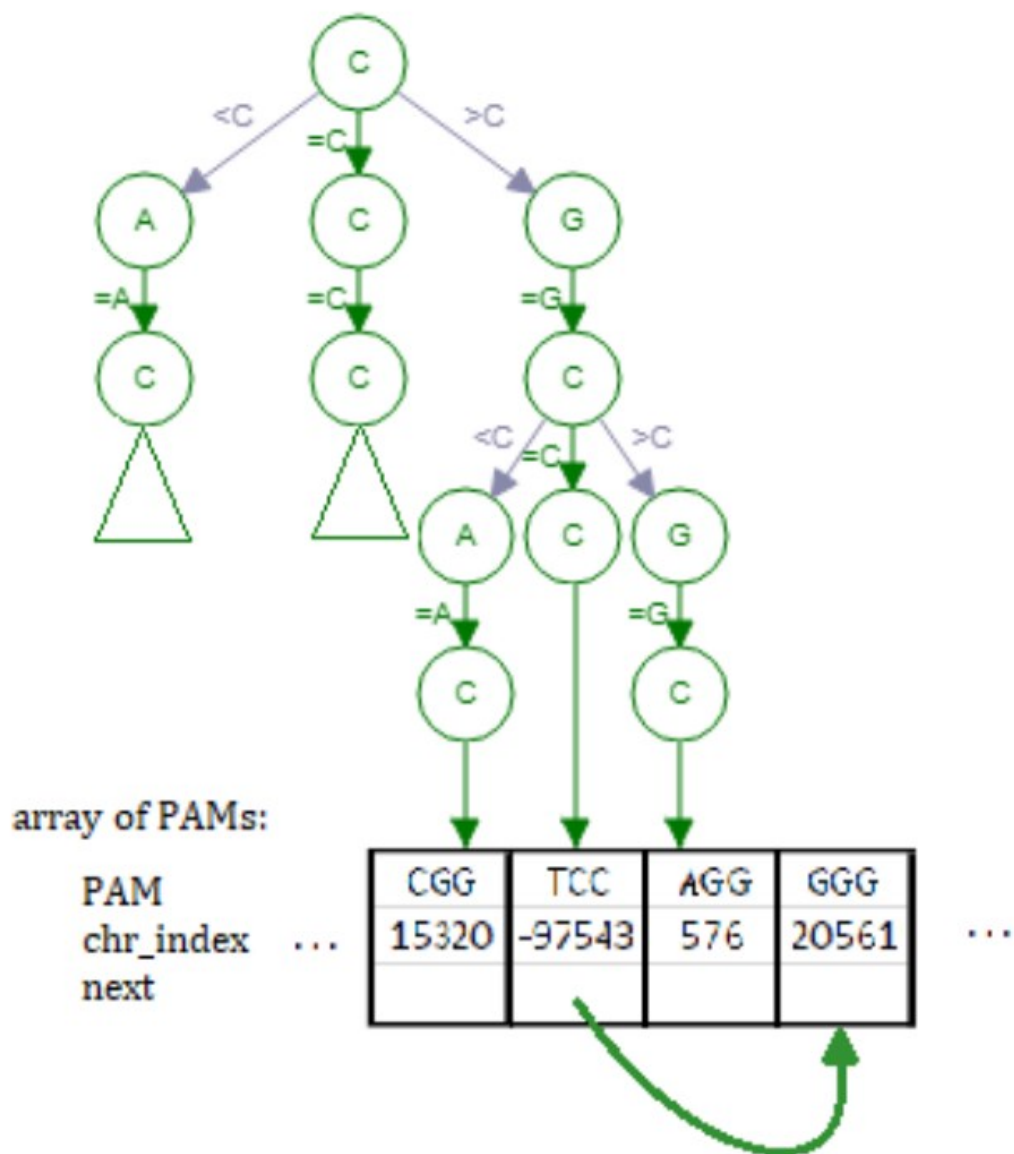 C
<C =C >C
A C G
=A =C =G
C C C
<C =C >C
A C G
=A =G
C C
array of PAMs:
PAM CGG TCC AGG GGG
chr_index ... 15320 -97543 576 20561 ...
next